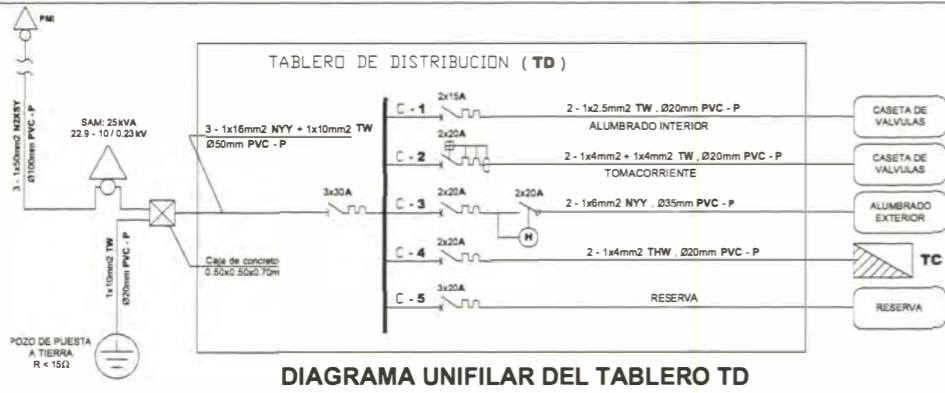 PMI
3 - 1x50mm2 N2XSY
Ø100mm PVC - P
SAM: 25kVA
22.9 - 10 / 0.23 kV
1x10mm2 TW
Ø20mm PVC - P
POZO DE PUESTA
A TIERRA
R < 15Ω
TABLERO DE DISTRIBUCION ( TD )
3 - 1x16mm2 NYY + 1x10mm2 TW
Ø50mm PVC - P
Caja de concreto
0.50x0.50x0.70m
3x30A
C - 1
2x15A
2 - 1x2.5mm2 TW , Ø20mm PVC - P
ALUMBRADO INTERIOR
CASETA DE
VALVULAS
C - 2
2x20A
2 - 1x4mm2 + 1x4mm2 TW , Ø20mm PVC - P
TOMACORRIENTE
CASETA DE
VALVULAS
C - 3
2x20A
2x20A
H
2 - 1x6mm2 NYY , Ø35mm PVC - P
ALUMBRADO
EXTERIOR
C - 4
2x20A
2 - 1x4mm2 THW , Ø20mm PVC - P
TC
C - 5
3x20A
RESERVA
RESERVA
DIAGRAMA UNIFILAR DEL TABLERO TD